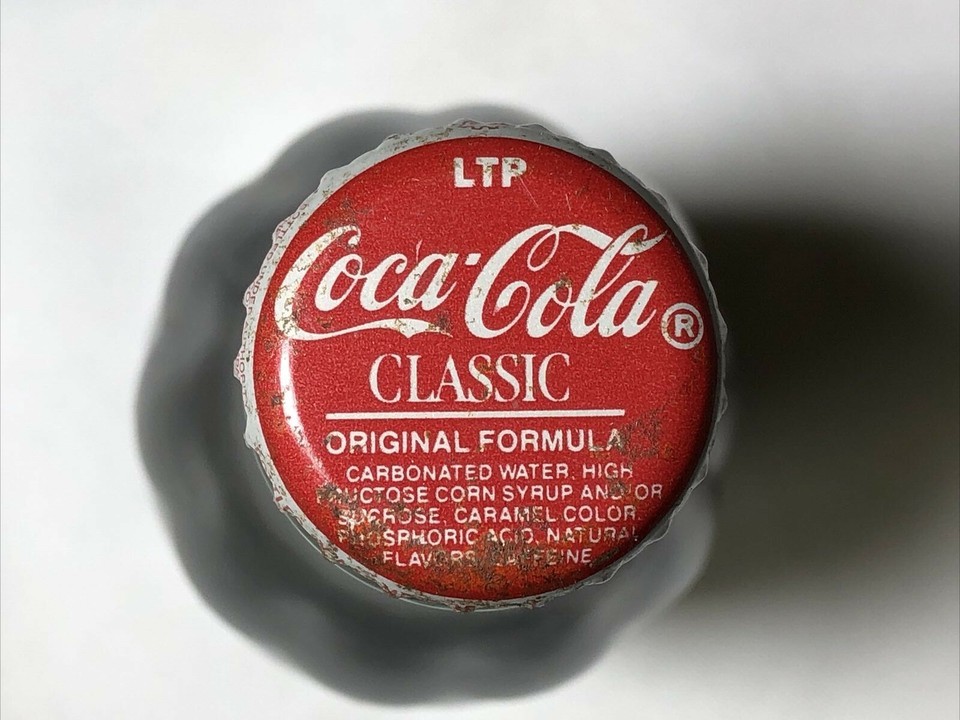 LTP
Coca-Cola®
CLASSIC
ORIGINAL FORMULA
CARBONATED WATER, HIGH
FRUCTOSE CORN SYRUP AND/OR
SUCROSE, CARAMEL COLOR
PHOSPHORIC ACID, NATURAL
FLAVORS, CAFFEINE